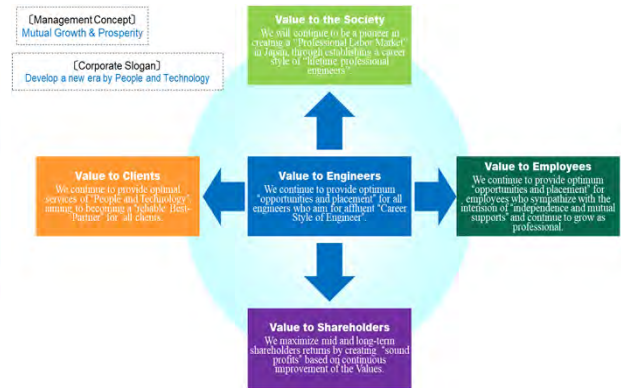 〔Management Concept〕
Mutual Growth & Prosperity
〔Corporate Slogan〕
Develop a new era by People and Technology
Value to the Society
We will continue to be a pioneer in
creating a "Professional Labor Market"
in Japan, through establishing a career
style of "lifetime professional
engineers".
Value to Clients
We continue to provide optimal
services of "People and Technology"
aiming to becoming a "reliable Best-
Partner" for all clients.
Value to Engineers
We continue to provide optimum
"opportunities and placement" for all
engineers who aim for affluent "Career
Style of Engineer".
Value to Employees
We continue to provide optimum
"opportunities and placement" for
employees who sympathize with the
intension of "independence and mutual
supports" and continue to grow as
professional.
Value to Shareholders
We maximize mid and long-term
shareholders returns by creating "sound
profits" based on continuous
improvement of the Values.